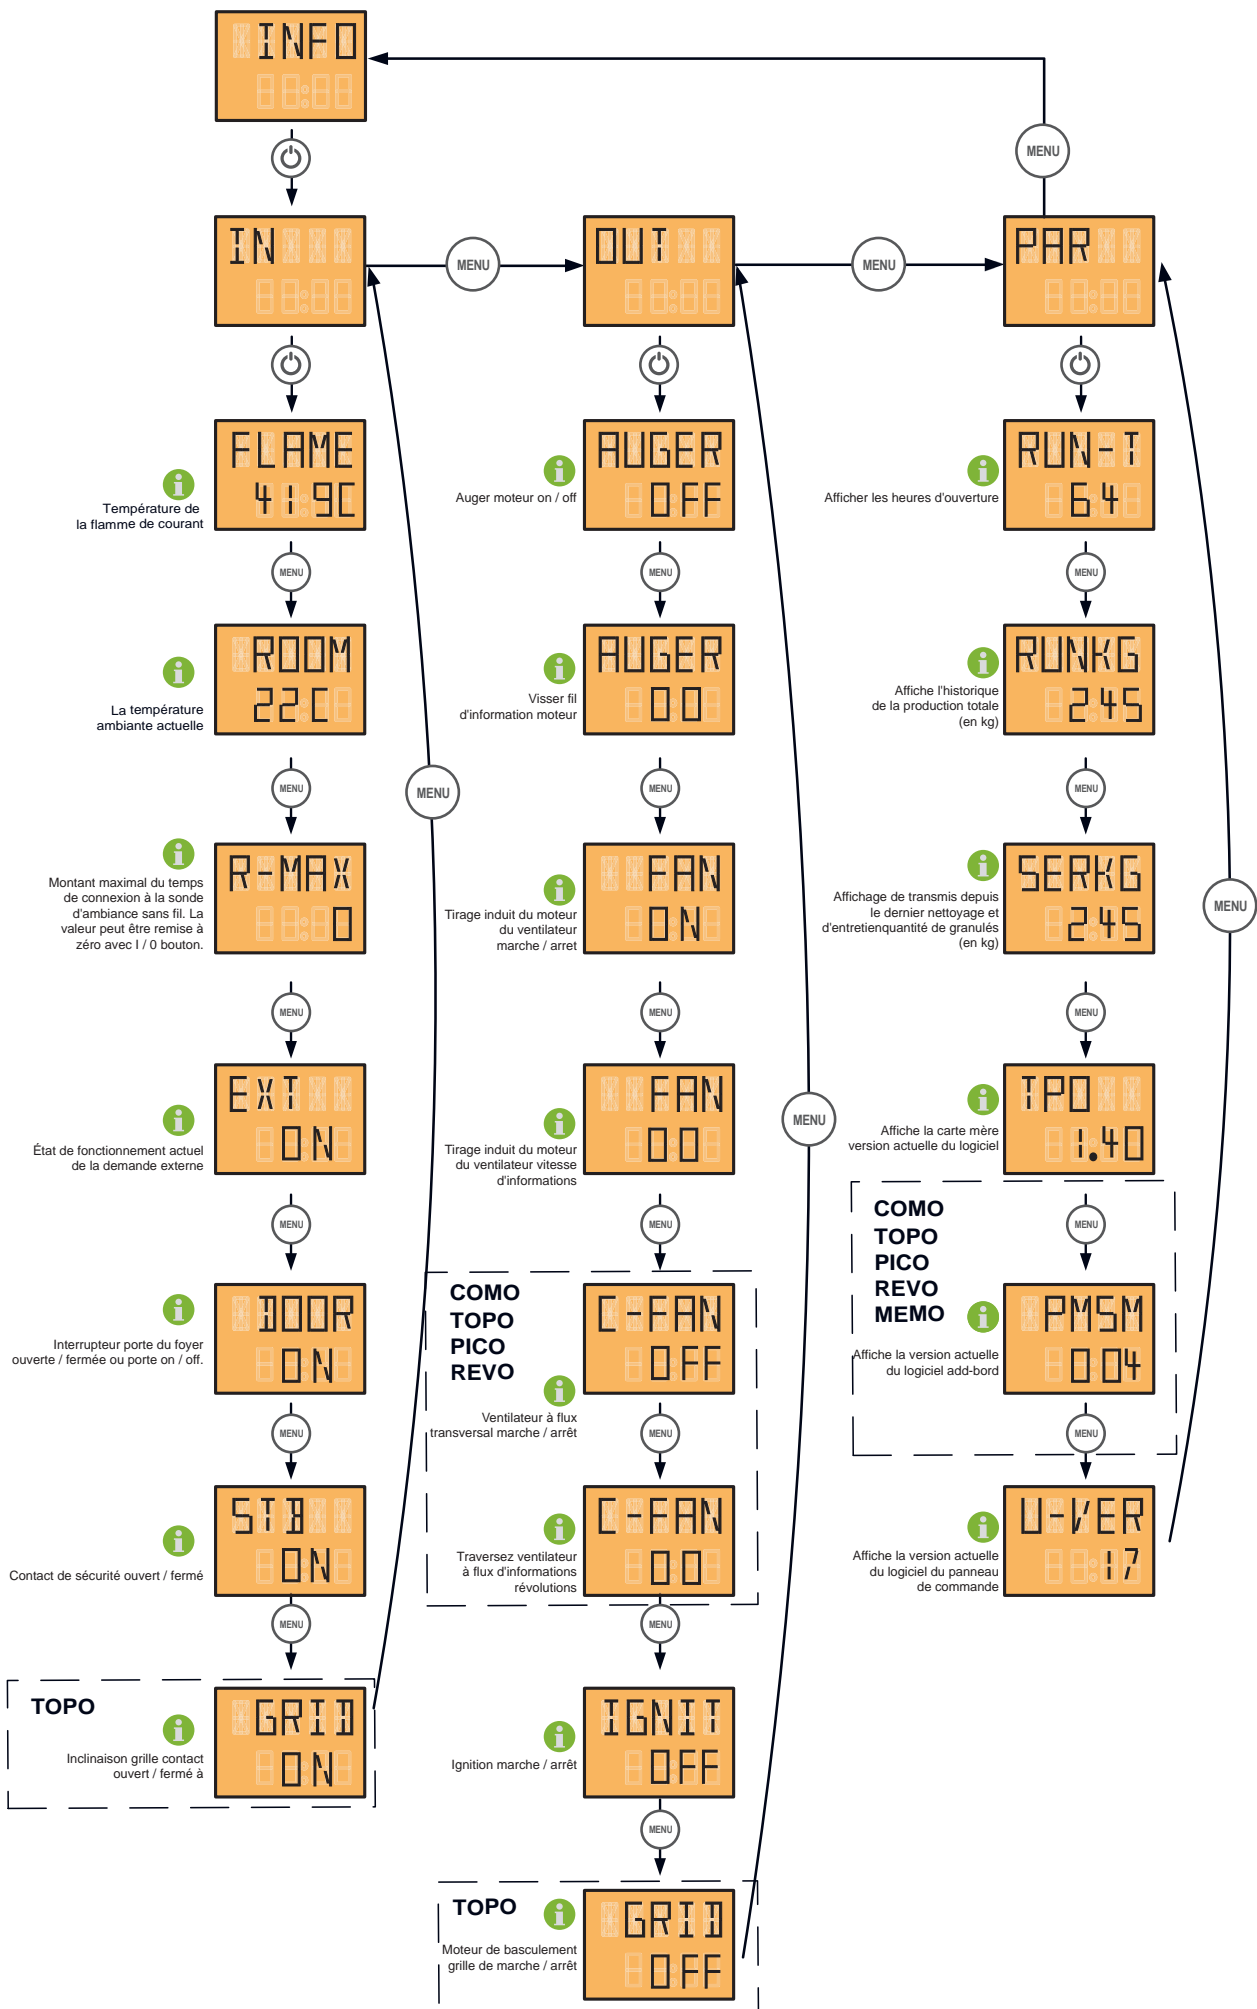 INFO
MENU
IN
MENU
OUT
MENU
PAR
FLAME
419C
Température de
la flamme de courant
MENU
ROOM
22C
La température
ambiante actuelle
MENU
R-MAX
0
Montant maximal du temps
de connexion à la sonde
d'ambiance sans fil. La
valeur peut être remise à
zéro avec I / 0 bouton.
MENU
EXT
ON
État de fonctionnement actuel
de la demande externe
MENU
DOOR
ON
Interrupteur porte du foyer
ouverte / fermée ou porte on / off.
MENU
STB
ON
Contact de sécurité ouvert / fermé
MENU
TOPO
GRID
ON
Inclinaison grille contact
ouvert / fermé à
MENU
AUGER
OFF
Auger moteur on / off
MENU
AUGER
00
Visser fil
d'information moteur
MENU
FAN
ON
Tirage induit du moteur
du ventilateur
marche / arret
MENU
FAN
00
Tirage induit du moteur
du ventilateur vitesse
d'informations
MENU
COMO
TOPO
PICO
REVO
C-FAN
OFF
Ventilateur à flux
transversal marche / arrêt
MENU
C-FAN
00
Traversez ventilateur
à flux d'informations
révolutions
MENU
IGNIT
OFF
Ignition marche / arrêt
MENU
TOPO
GRID
OFF
Moteur de basculement
grille de marche / arrêt
MENU
RUN-T
64
Afficher les heures d'ouverture
MENU
RUNKG
245
Affiche l'historique
de la production totale
(en kg)
MENU
SERKG
245
Affichage de transmis depuis
le dernier nettoyage et
d'entretienquantité de granulés
(en kg)
MENU
TPO
1.40
Affiche la carte mère
version actuelle du logiciel
MENU
COMO
TOPO
PICO
REVO
MEMO
PMSM
004
Affiche la version actuelle
du logiciel add-bord
MENU
U-VER
17
Affiche la version actuelle
du logiciel du panneau
de commande
MENU